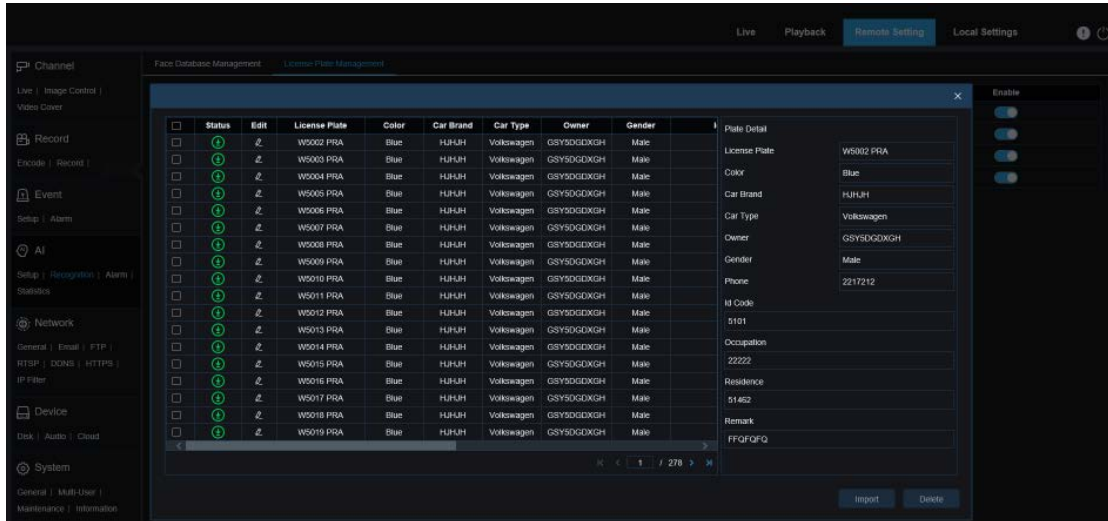 Live Playback Remote Setting Local Settings
Channel
Live | Image Control |
Video Cover
Record
Encode | Record |
Event
Setup | Alarm
AI
Setup | Recognition | Alarm |
Statistics
Network
General | Email | FTP |
RTSP | DDNS | HTTPS |
IP Filter
Device
Disk | Audio | Cloud
System
General | Multi-User |
Maintenance | Information
Face Database Management License Plate Management
Enable
Status Edit License Plate Color Car Brand Car Type Owner Gender
W5002 PRA Blue HJHJH Volkswagen GSY5DGDXGH Male
W5003 PRA Blue HJHJH Volkswagen GSY5DGDXGH Male
W5004 PRA Blue HJHJH Volkswagen GSY5DGDXGH Male
W5005 PRA Blue HJHJH Volkswagen GSY5DGDXGH Male
W5006 PRA Blue HJHJH Volkswagen GSY5DGDXGH Male
W5007 PRA Blue HJHJH Volkswagen GSY5DGDXGH Male
W5008 PRA Blue HJHJH Volkswagen GSY5DGDXGH Male
W5009 PRA Blue HJHJH Volkswagen GSY5DGDXGH Male
W5010 PRA Blue HJHJH Volkswagen GSY5DGDXGH Male
W5011 PRA Blue HJHJH Volkswagen GSY5DGDXGH Male
W5012 PRA Blue HJHJH Volkswagen GSY5DGDXGH Male
W5013 PRA Blue HJHJH Volkswagen GSY5DGDXGH Male
W5014 PRA Blue HJHJH Volkswagen GSY5DGDXGH Male
W5015 PRA Blue HJHJH Volkswagen GSY5DGDXGH Male
W5016 PRA Blue HJHJH Volkswagen GSY5DGDXGH Male
W5017 PRA Blue HJHJH Volkswagen GSY5DGDXGH Male
W5018 PRA Blue HJHJH Volkswagen GSY5DGDXGH Male
W5019 PRA Blue HJHJH Volkswagen GSY5DGDXGH Male
1 / 278
Plate Detail
License Plate W5002 PRA
Color Blue
Car Brand HJHJH
Car Type Volkswagen
Owner GSY5DGDXGH
Gender Male
Phone 2217212
Id Code
5101
Occupation
22222
Residence
51462
Remark
FFQFQFQ
Import Delete